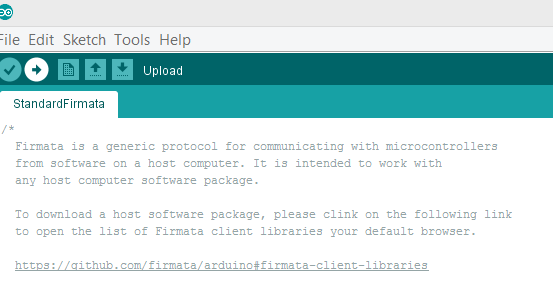 File Edit Sketch Tools Help
Upload
StandardFirmata
/*
Firmata is a generic protocol for communicating with microcontrollers
from software on a host computer. It is intended to work with
any host computer software package.
To download a host software package, please clink on the following link
to open the list of Firmata client libraries your default browser.
https://github.com/firmata/arduino#firmata-client-libraries